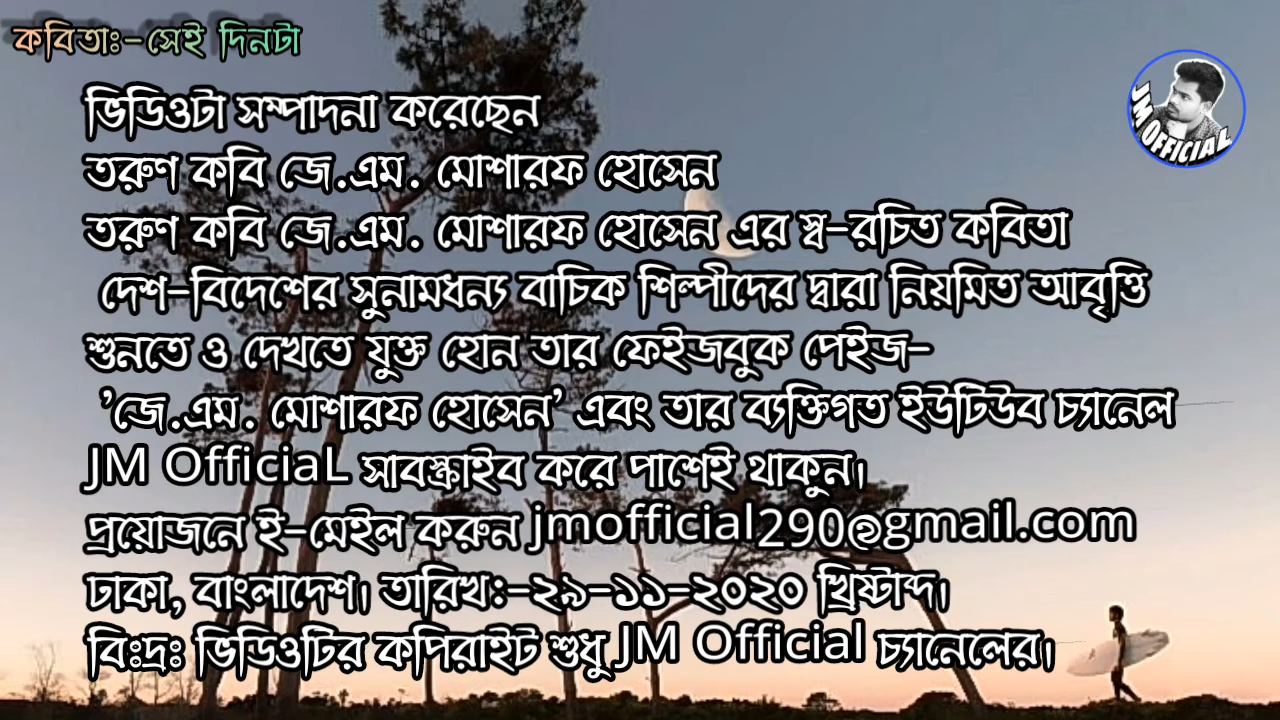 কবিতাঃ-সেই দিনটা
JM OFFICIAL
ভিডিওটা সম্পাদনা করেছেন
তরুণ কবি জে.এম. মোশারফ হোসেন
তরুণ কবি জে.এম. মোশারফ হোসেন এর স্ব-রচিত কবিতা
দেশ-বিদেশের সুনামধন্য বাচিক শিল্পীদের দ্বারা নিয়মিত আবৃত্তি
শুনতে ও দেখতে যুক্ত হোন তার ফেইজবুক পেইজ-
'জে.এম. মোশারফ হোসেন' এবং তার ব্যক্তিগত ইউটিউব চ্যানেল
JM OfficiaL সাবস্ক্রাইব করে পাশেই থাকুন।
প্রয়োজনে ই-মেইল করুন jmofficial290@gmail.com
ঢাকা, বাংলাদেশ। তারিখ:-২৯-১১-২০২০ খ্রিষ্টাব্দ।
বিঃদ্রঃ ভিডিওটির কপিরাইট শুধু JM Official চ্যানেলের।